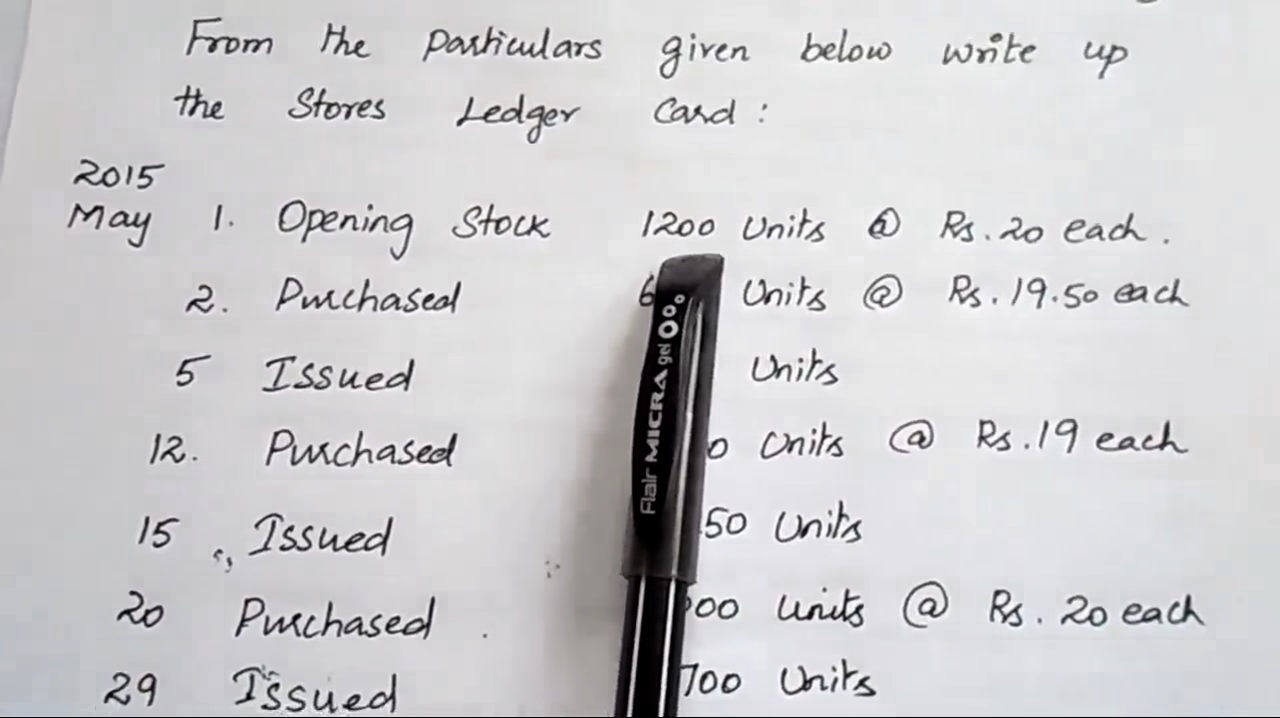 From the particulars given below write up
the Stores Ledger Card :
2015
May 1. Opening Stock 1200 Units @ Rs. 20 each.
2. Purchased Units @ Rs. 19.50 each
5 Issued Units
12. Purchased Units @ Rs. 19 each
15 Issued Units
20 Purchased Units @ Rs. 20 each
29 Issued Units
Flair MICRA gel